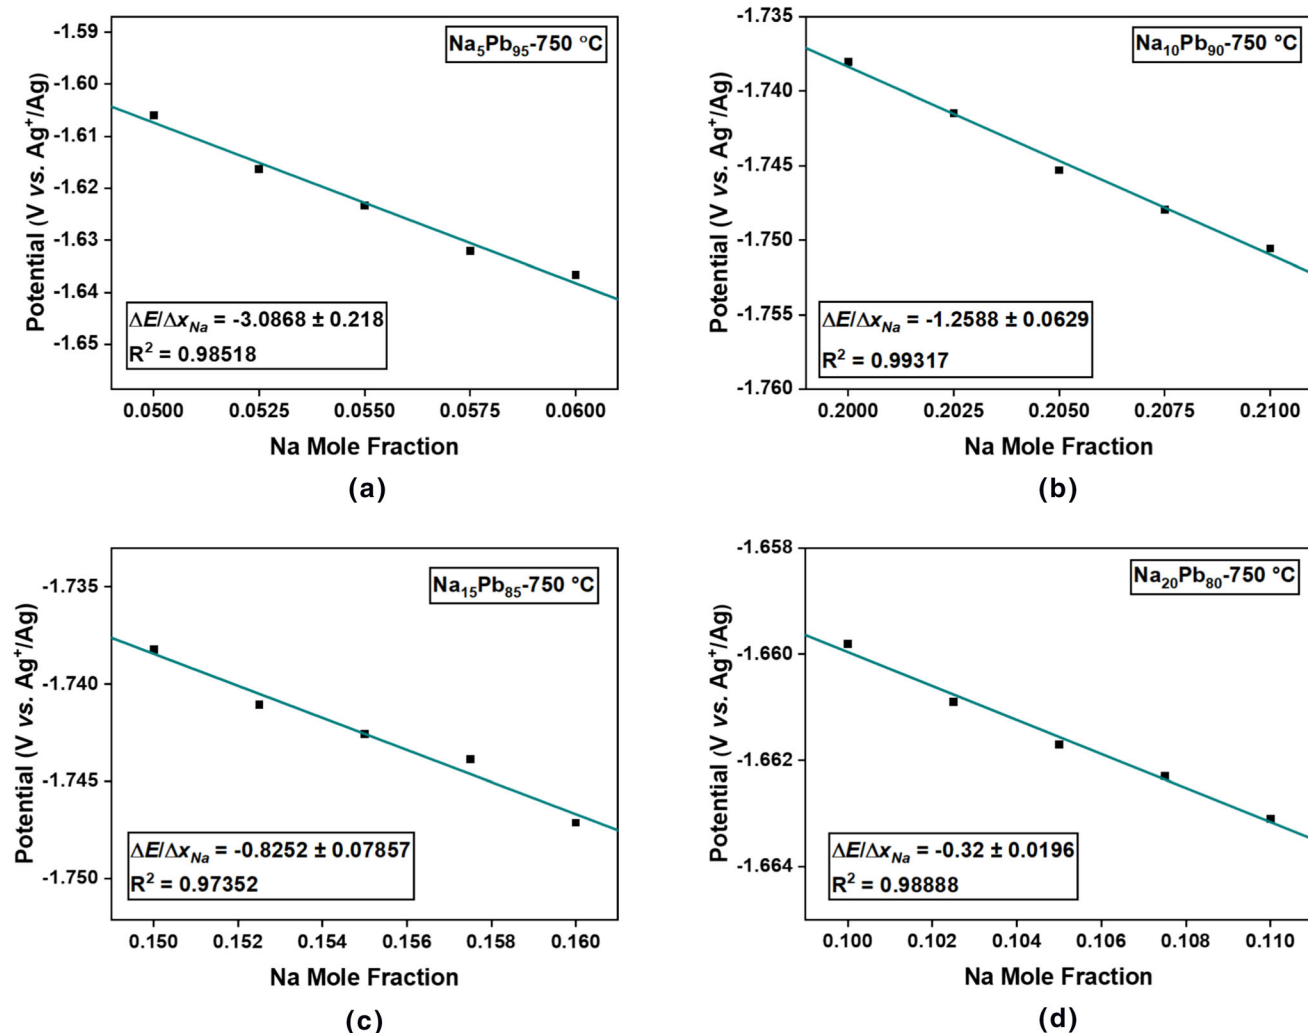 Na₅Pb₉₅-750 °C
Potential (V vs. Ag⁺/Ag)
-1.59
-1.60
-1.61
-1.62
-1.63
-1.64
-1.65
ΔE/Δx_Na = -3.0868 ± 0.218
R² = 0.98518
0.0500 0.0525 0.0550 0.0575 0.0600
Na Mole Fraction
(a)
Na₁₀Pb₉₀-750 °C
Potential (V vs. Ag⁺/Ag)
-1.735
-1.740
-1.745
-1.750
-1.755
-1.760
ΔE/Δx_Na = -1.2588 ± 0.0629
R² = 0.99317
0.2000 0.2025 0.2050 0.2075 0.2100
Na Mole Fraction
(b)
Na₁₅Pb₈₅-750 °C
Potential (V vs. Ag⁺/Ag)
-1.735
-1.740
-1.745
-1.750
ΔE/Δx_Na = -0.8252 ± 0.07857
R² = 0.97352
0.150 0.152 0.154 0.156 0.158 0.160
Na Mole Fraction
(c)
Na₂₀Pb₈₀-750 °C
Potential (V vs. Ag⁺/Ag)
-1.658
-1.660
-1.662
-1.664
ΔE/Δx_Na = -0.32 ± 0.0196
R² = 0.98888
0.100 0.102 0.104 0.106 0.108 0.110
Na Mole Fraction
(d)